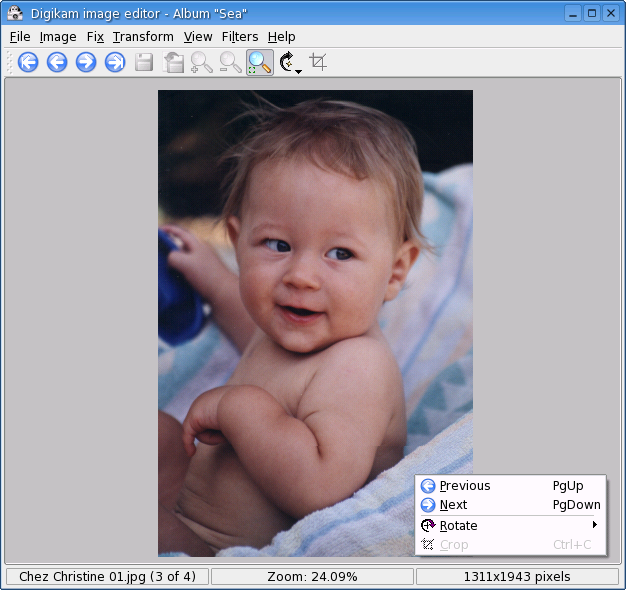 Digikam image editor - Album "Sea"
File Image Fix Transform View Filters Help
Previous PgUp
Next PgDown
Rotate
Crop Ctrl+C
Chez Christine 01.jpg (3 of 4) Zoom: 24.09% 1311x1943 pixels